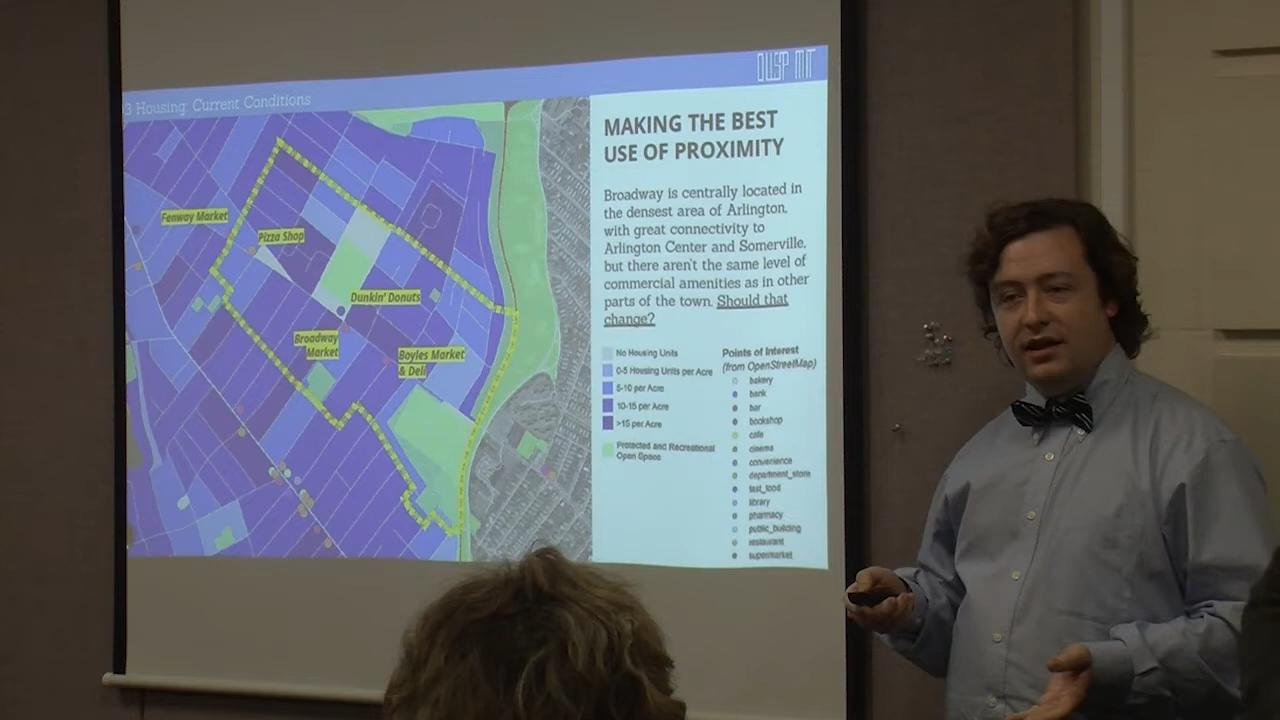 DUSP MIT
3 Housing: Current Conditions
MAKING THE BEST
USE OF PROXIMITY
Broadway is centrally located in
the densest area of Arlington,
with great connectivity to
Arlington Center and Somerville,
but there aren't the same level of
commercial amenities as in other
parts of the town. Should that
change?
Fenway Market
Pizza Shop
Dunkin' Donuts
Broadway
Market
Boyles Market
& Deli
No Housing Units
0-5 Housing Units per Acre
5-10 per Acre
10-15 per Acre
>15 per Acre
Protected and Recreational
Open Space
Points of Interest
(from OpenStreetMap)
bakery
bank
bar
bookshop
cafe
cinema
convenience
department_store
fast_food
library
pharmacy
public_building
restaurant
supermarket